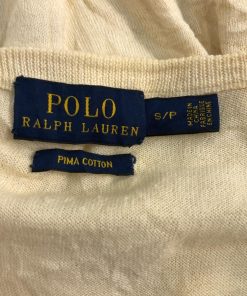 POLO
RALPH LAUREN
S/P
MADE IN
CHINA
FABRIQUÉ
EN CHINE
PIMA COTTON